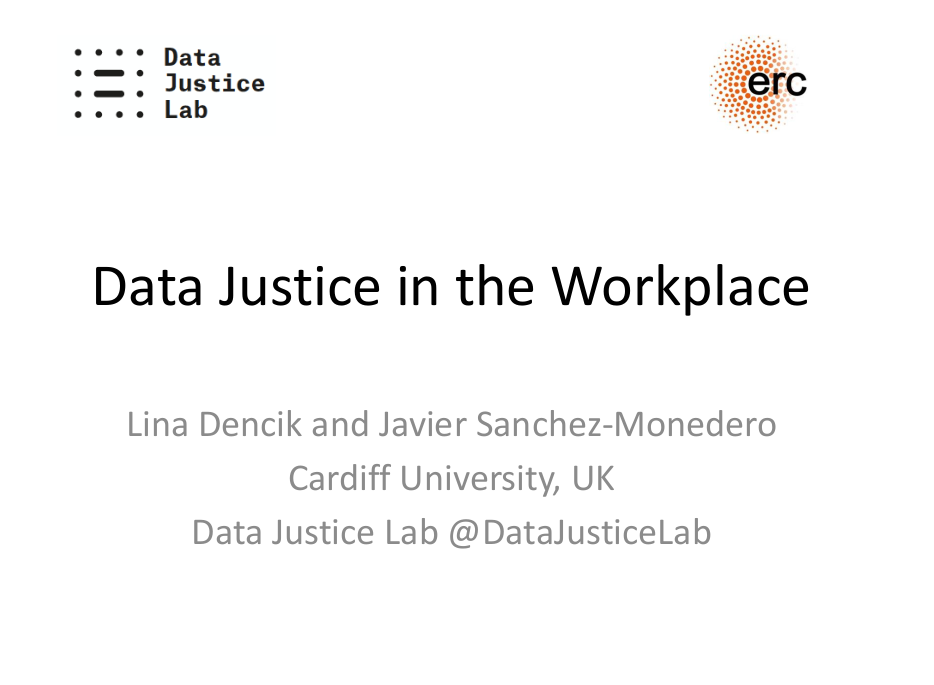 Data
Justice
Lab
erc
Data Justice in the Workplace
Lina Dencik and Javier Sanchez-Monedero
Cardiff University, UK
Data Justice Lab @DataJusticeLab